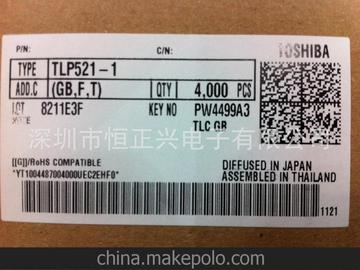 P/N: C/N: TOSHIBA
TYPE TLP521-1
ADD.C (GB,F,T) QTY 4,000 PCS
LOT 8211E3F KEY NO PW4499A3
TLC GB
深圳市恒正兴电子有限公司
[[G]]/RoHS COMPATIBLE
*YT1004487004000UEC2EHF0*
DIFFUSED IN JAPAN
ASSEMBLED IN THAILAND
1121
china.makepolo.com